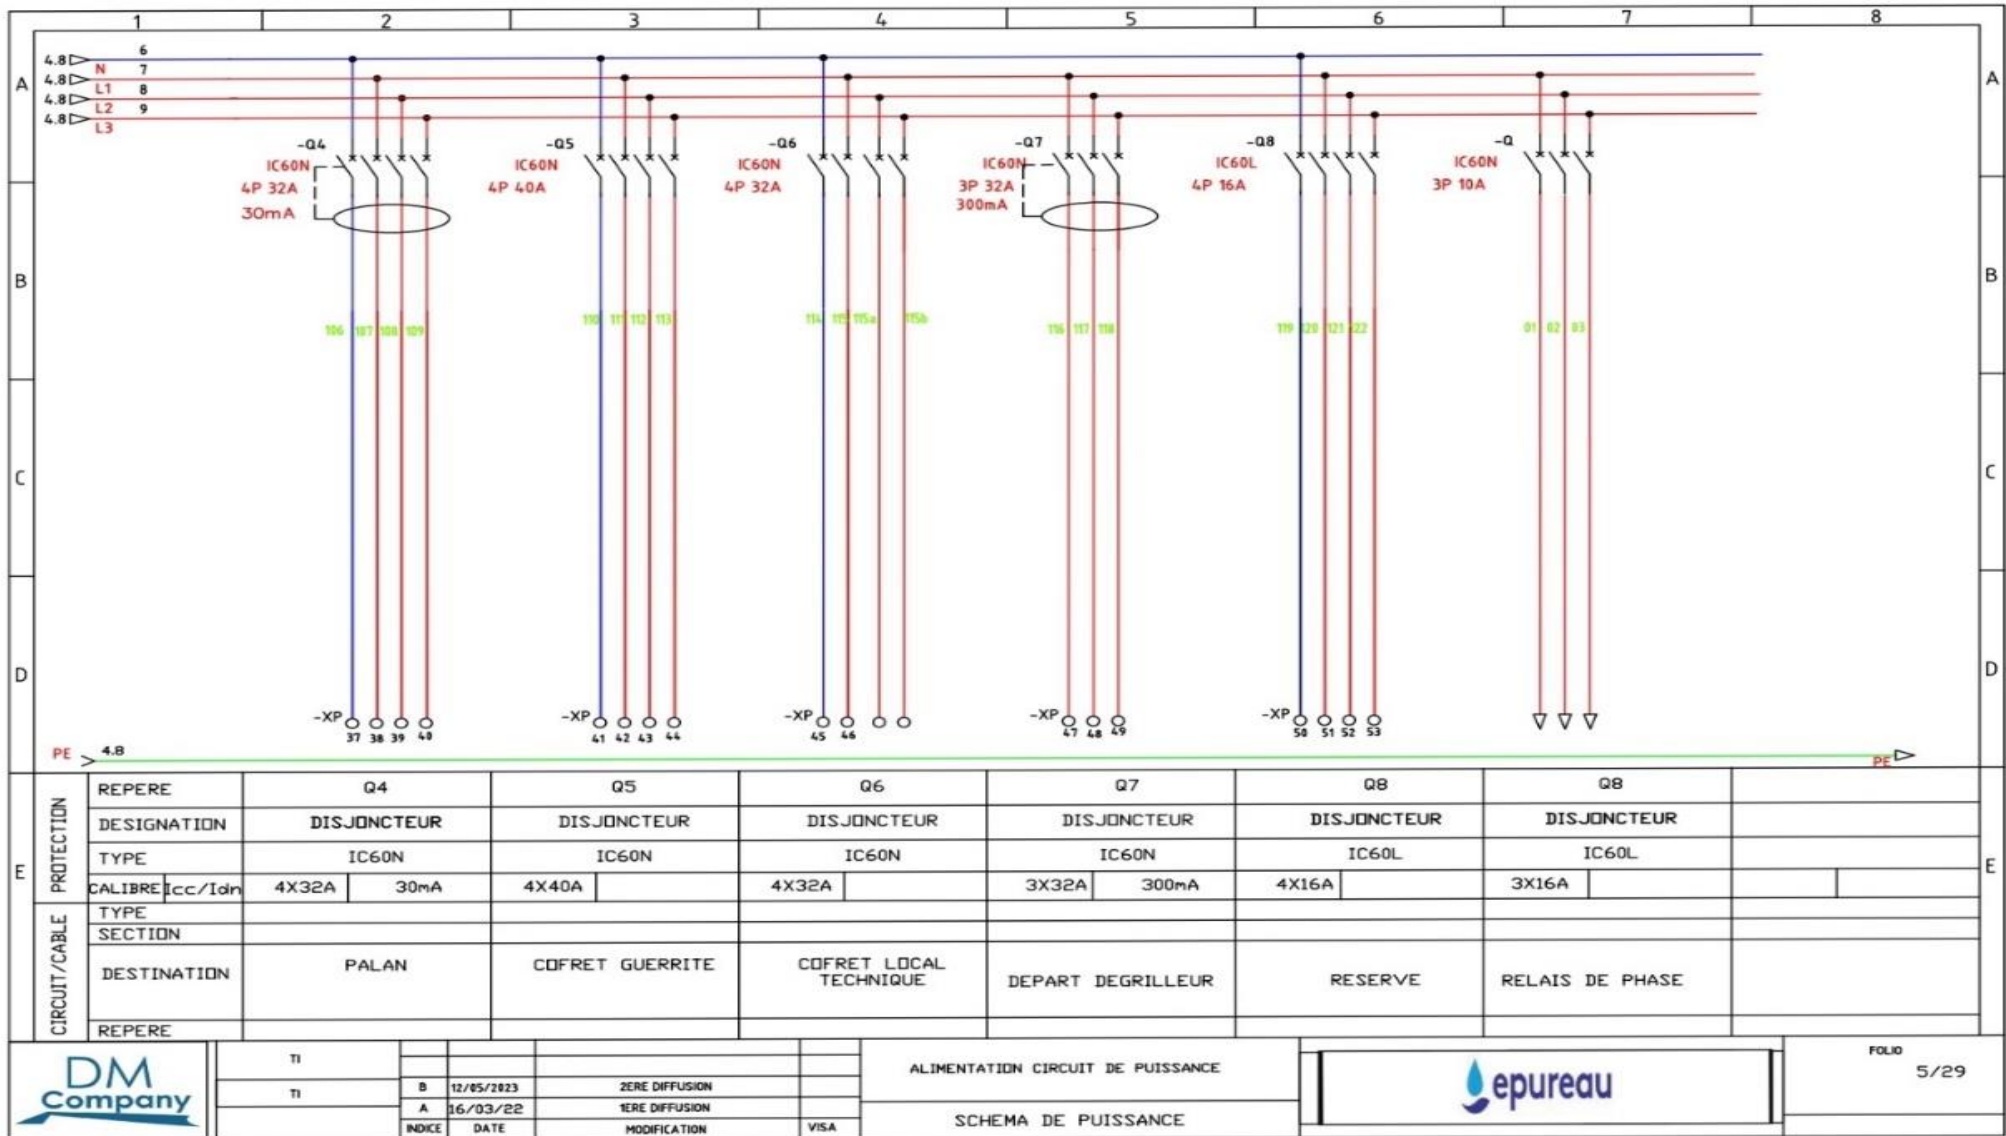 1 2 3 4 5 6 7 8
A A
B B
C C
D D
E E
4.8 6
N
4.8 7
L1
4.8 8
L2
4.8 9
L3
-Q4
IC60N
4P 32A
30mA
-Q5
IC60N
4P 40A
-Q6
IC60N
4P 32A
-Q7
IC60N
3P 32A
300mA
-Q8
IC60L
4P 16A
-Q
IC60N
3P 10A
106 107 108 109
110 111 112 113
114 115 115a 115b
116 117 118
119 120 121 122
01 02 03
-XP 37 38 39 40
-XP 41 42 43 44
-XP 45 46
-XP 47 48 49
-XP 50 51 52 53
PE 4.8 PE
PROTECTION
REPERE Q4 Q5 Q6 Q7 Q8 Q8
DESIGNATION DISJONCTEUR DISJONCTEUR DISJONCTEUR DISJONCTEUR DISJONCTEUR DISJONCTEUR
TYPE IC60N IC60N IC60N IC60N IC60L IC60L
CALIBRE Icc/Idn 4X32A 30mA 4X40A 4X32A 3X32A 300mA 4X16A 3X16A
CIRCUIT/CABLE
TYPE
SECTION
DESTINATION PALAN COFRET GUERRITE COFRET LOCAL TECHNIQUE DEPART DEGRILLEUR RESERVE RELAIS DE PHASE
REPERE
DM
Company
TI
TI
B 12/05/2023 2ERE DIFFUSION
A 16/03/22 1ERE DIFFUSION
INDICE DATE MODIFICATION VISA
ALIMENTATION CIRCUIT DE PUISSANCE
SCHEMA DE PUISSANCE
epureau
FOLIO
5/29